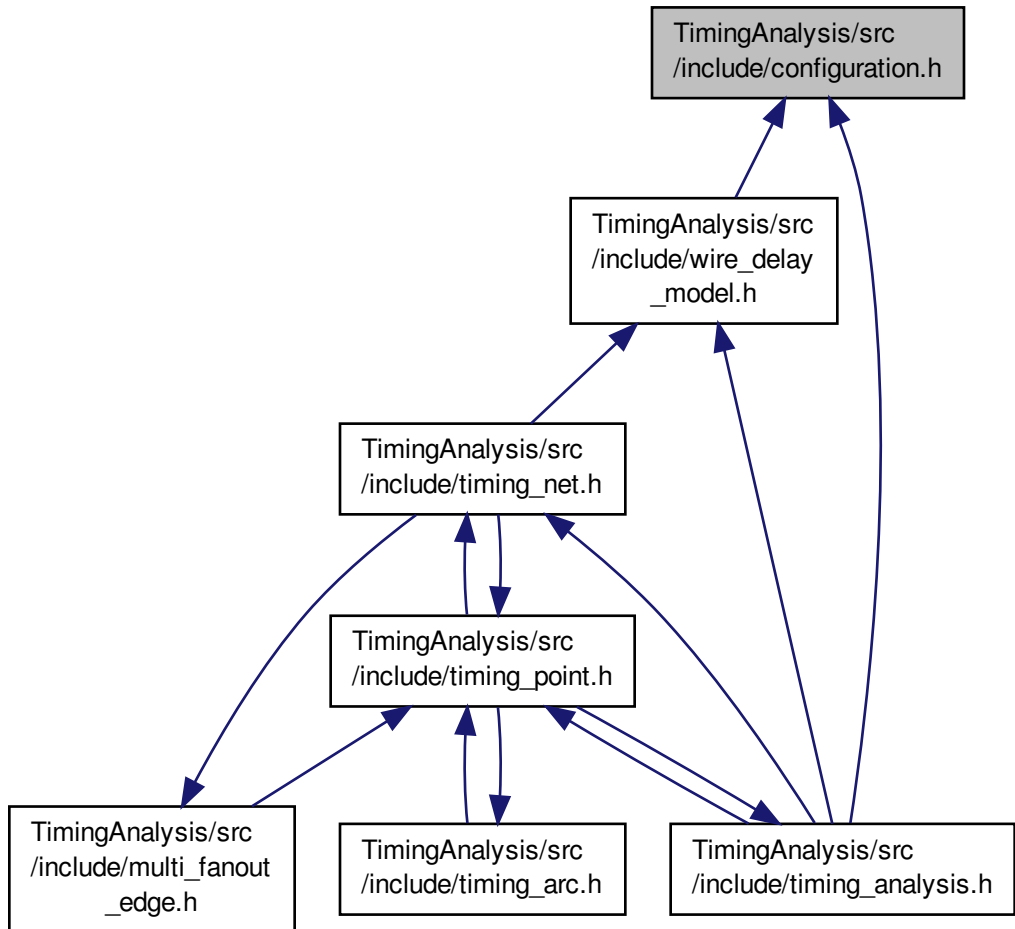 TimingAnalysis/src
/include/configuration.h
TimingAnalysis/src
/include/wire_delay
_model.h
TimingAnalysis/src
/include/timing_net.h
TimingAnalysis/src
/include/timing_point.h
TimingAnalysis/src
/include/multi_fanout
_edge.h
TimingAnalysis/src
/include/timing_arc.h
TimingAnalysis/src
/include/timing_analysis.h